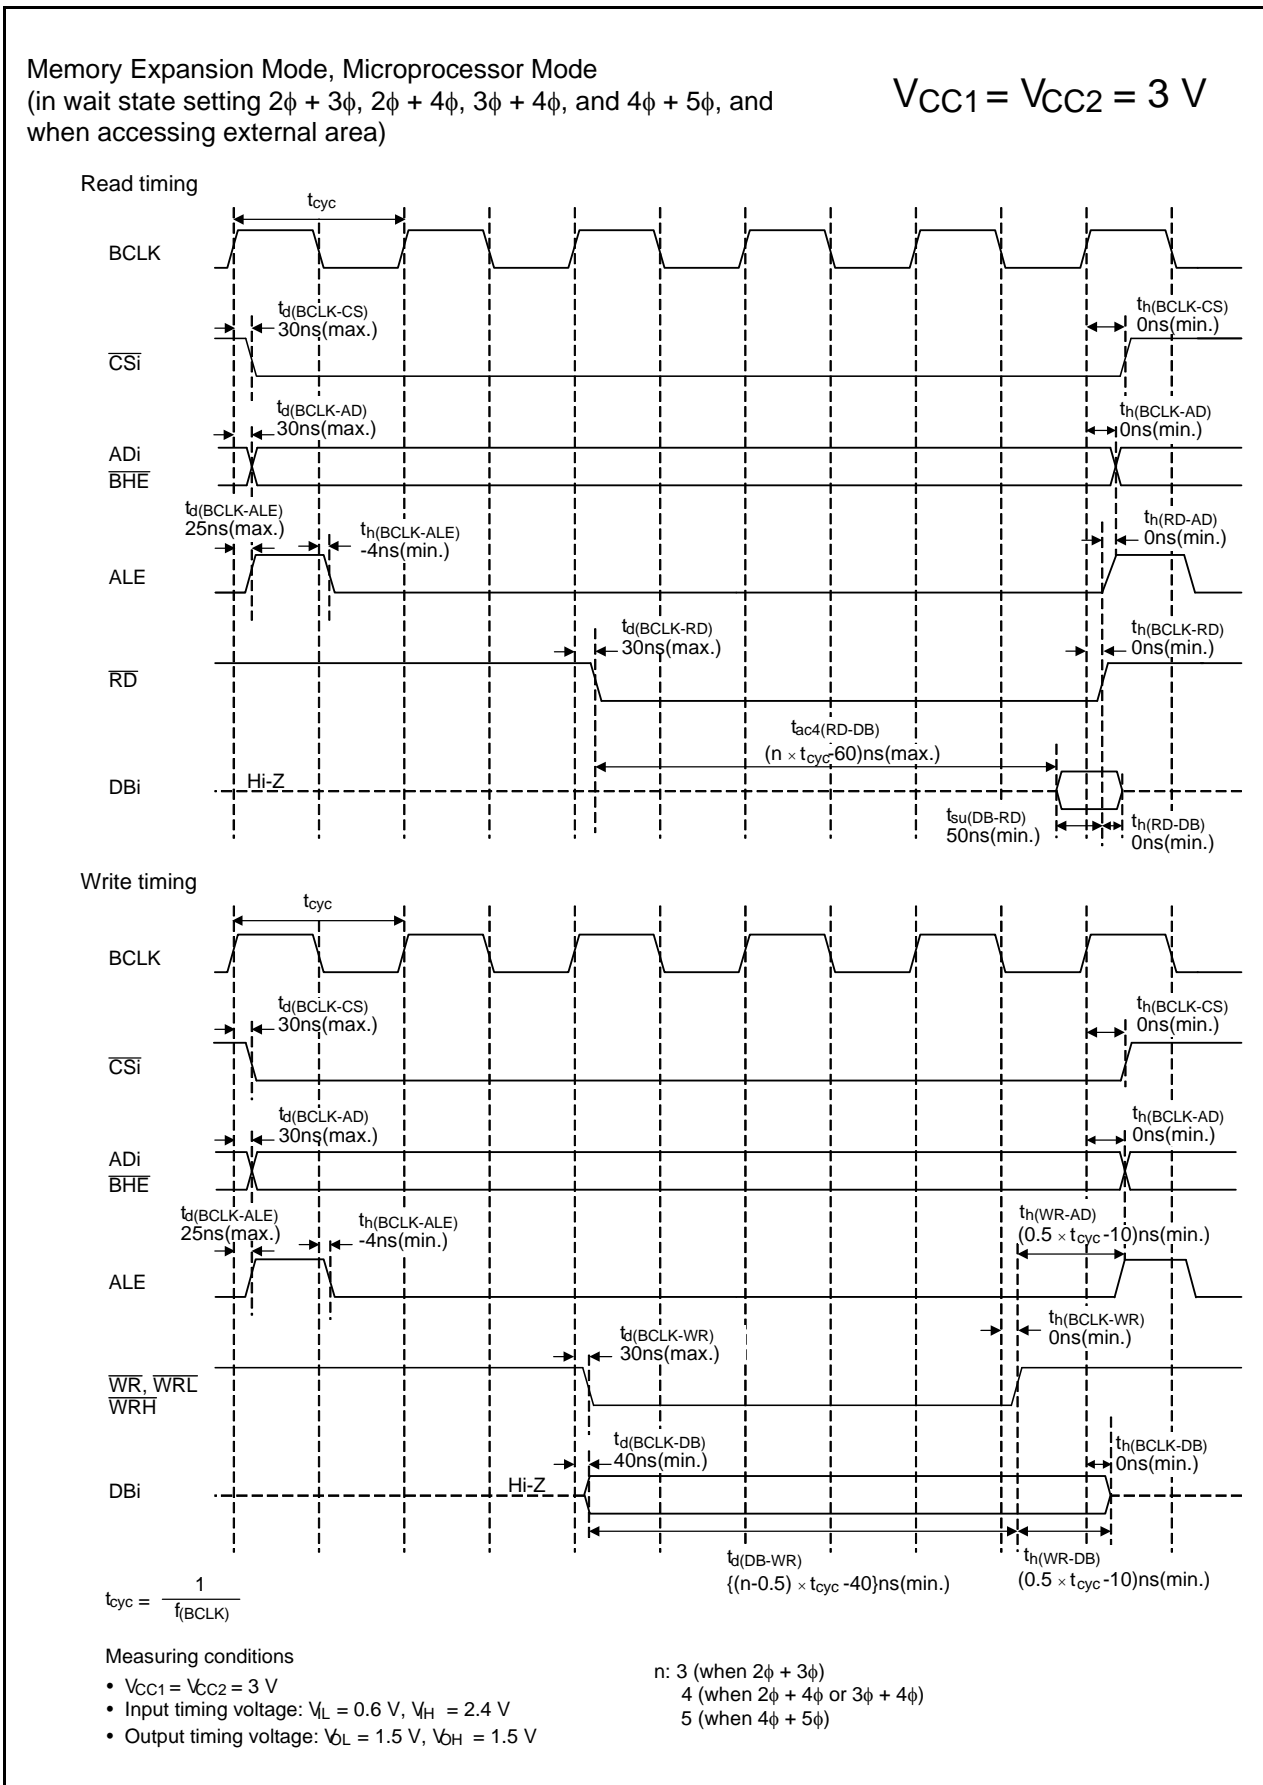 Memory Expansion Mode, Microprocessor Mode
(in wait state setting 2ϕ + 3ϕ, 2ϕ + 4ϕ, 3ϕ + 4ϕ, and 4ϕ + 5ϕ, and
when accessing external area)
VCC1 = VCC2 = 3 V
Read timing
tcyc
BCLK
td(BCLK-CS)
30ns(max.)
th(BCLK-CS)
0ns(min.)
CSi
td(BCLK-AD)
30ns(max.)
th(BCLK-AD)
0ns(min.)
ADi
BHE
td(BCLK-ALE)
25ns(max.)
th(BCLK-ALE)
-4ns(min.)
th(RD-AD)
0ns(min.)
ALE
td(BCLK-RD)
30ns(max.)
th(BCLK-RD)
0ns(min.)
RD
tac4(RD-DB)
(n × tcyc-60)ns(max.)
DBi
Hi-Z
tsu(DB-RD)
50ns(min.)
th(RD-DB)
0ns(min.)
Write timing
tcyc
BCLK
td(BCLK-CS)
30ns(max.)
th(BCLK-CS)
0ns(min.)
CSi
td(BCLK-AD)
30ns(max.)
th(BCLK-AD)
0ns(min.)
ADi
BHE
td(BCLK-ALE)
25ns(max.)
th(BCLK-ALE)
-4ns(min.)
th(WR-AD)
(0.5 × tcyc -10)ns(min.)
ALE
td(BCLK-WR)
30ns(max.)
th(BCLK-WR)
0ns(min.)
WR, WRL
WRH
td(BCLK-DB)
40ns(min.)
th(BCLK-DB)
0ns(min.)
DBi
Hi-Z
td(DB-WR)
{(n-0.5) × tcyc -40}ns(min.)
th(WR-DB)
(0.5 × tcyc -10)ns(min.)
tcyc = 1
f(BCLK)
Measuring conditions
• VCC1 = VCC2 = 3 V
• Input timing voltage: VIL = 0.6 V, VIH = 2.4 V
• Output timing voltage: VOL = 1.5 V, VOH = 1.5 V
n: 3 (when 2ϕ + 3ϕ)
4 (when 2ϕ + 4ϕ or 3ϕ + 4ϕ)
5 (when 4ϕ + 5ϕ)